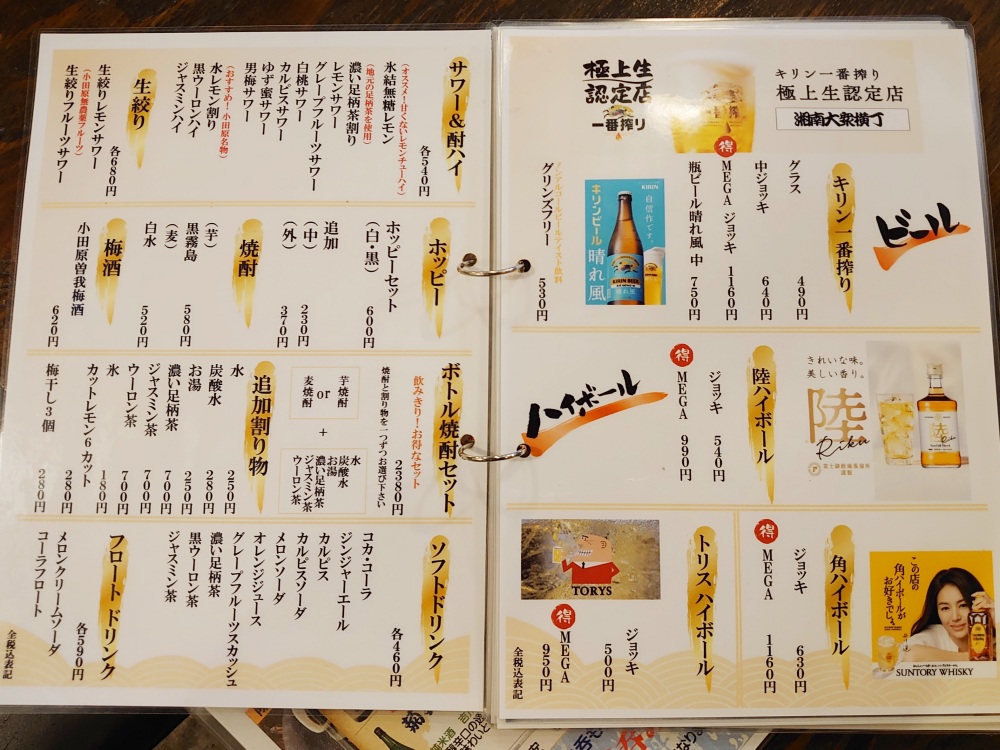 極上生
認定店
一番搾り
キリン一番搾り
極上生認定店
湘南大衆横丁
ビール
キリン一番搾り
グラス 490円
中ジョッキ 640円
得
MEGA ジョッキ 1160円
瓶ビール晴れ風 中 750円
KIRIN
自信作です。
キリンビール
晴れ風
ノンアルコールビールテイスト飲料
グリーンズフリー 530円
きれいな味。
美しい香り。
陸
Riku
陸ハイボール
ジョッキ 540円
得
MEGA 990円
ハイボール
この店の
角ハイボールが
お好きでしょ。
SUNTORY WHISKY
角ハイボール
ジョッキ 630円
得
MEGA 1160円
トリスハイボール
TORYS
ジョッキ 500円
得
MEGA 950円
全税込表記
サワー&酎ハイ
各540円
(オススメ!甘くないレモンチューハイ)
氷結無糖レモン
(地元の足柄茶を使用)
濃い足柄茶割り
レモンサワー
グレープフルーツサワー
白桃サワー
カルピスサワー
ゆず蜜サワー
男梅サワー
(おすすめ!小田原名物)
水レモン割り
黒ウーロンハイ
ジャスミンハイ
生絞り
各680円
生絞りレモンサワー
(小田原無農薬フルーツ)
生絞りフルーツサワー
ホッピー
ホッピーセット
(白・黒) 600円
追加
(中) 230円
(外) 370円
焼酎
(芋)
黒霧島 580円
(麦)
白水 520円
梅酒
小田原曽我梅酒 620円
ボトル焼酎セット
飲みきり!お得なセット
2380円
焼酎と割り物を一つずつお選び下さい
芋焼酎
or
麦焼酎
+
水
炭酸水
お湯
濃い足柄茶
ジャスミン茶
ウーロン茶
追加割り物
水 250円
炭酸水 280円
お湯 250円
濃い足柄茶 700円
ジャスミン茶 700円
ウーロン茶 700円
氷 180円
カットレモン6カット 280円
梅干し3個 280円
ソフトドリンク
各460円
コカ・コーラ
ジンジャーエール
カルピス
カルピスソーダ
メロンソーダ
オレンジジュース
グレープフルーツスカッシュ
濃い足柄茶
黒ウーロン茶
ジャスミン茶
フロートドリンク
各590円
メロンクリームソーダ
コーラフロート
全税込表記